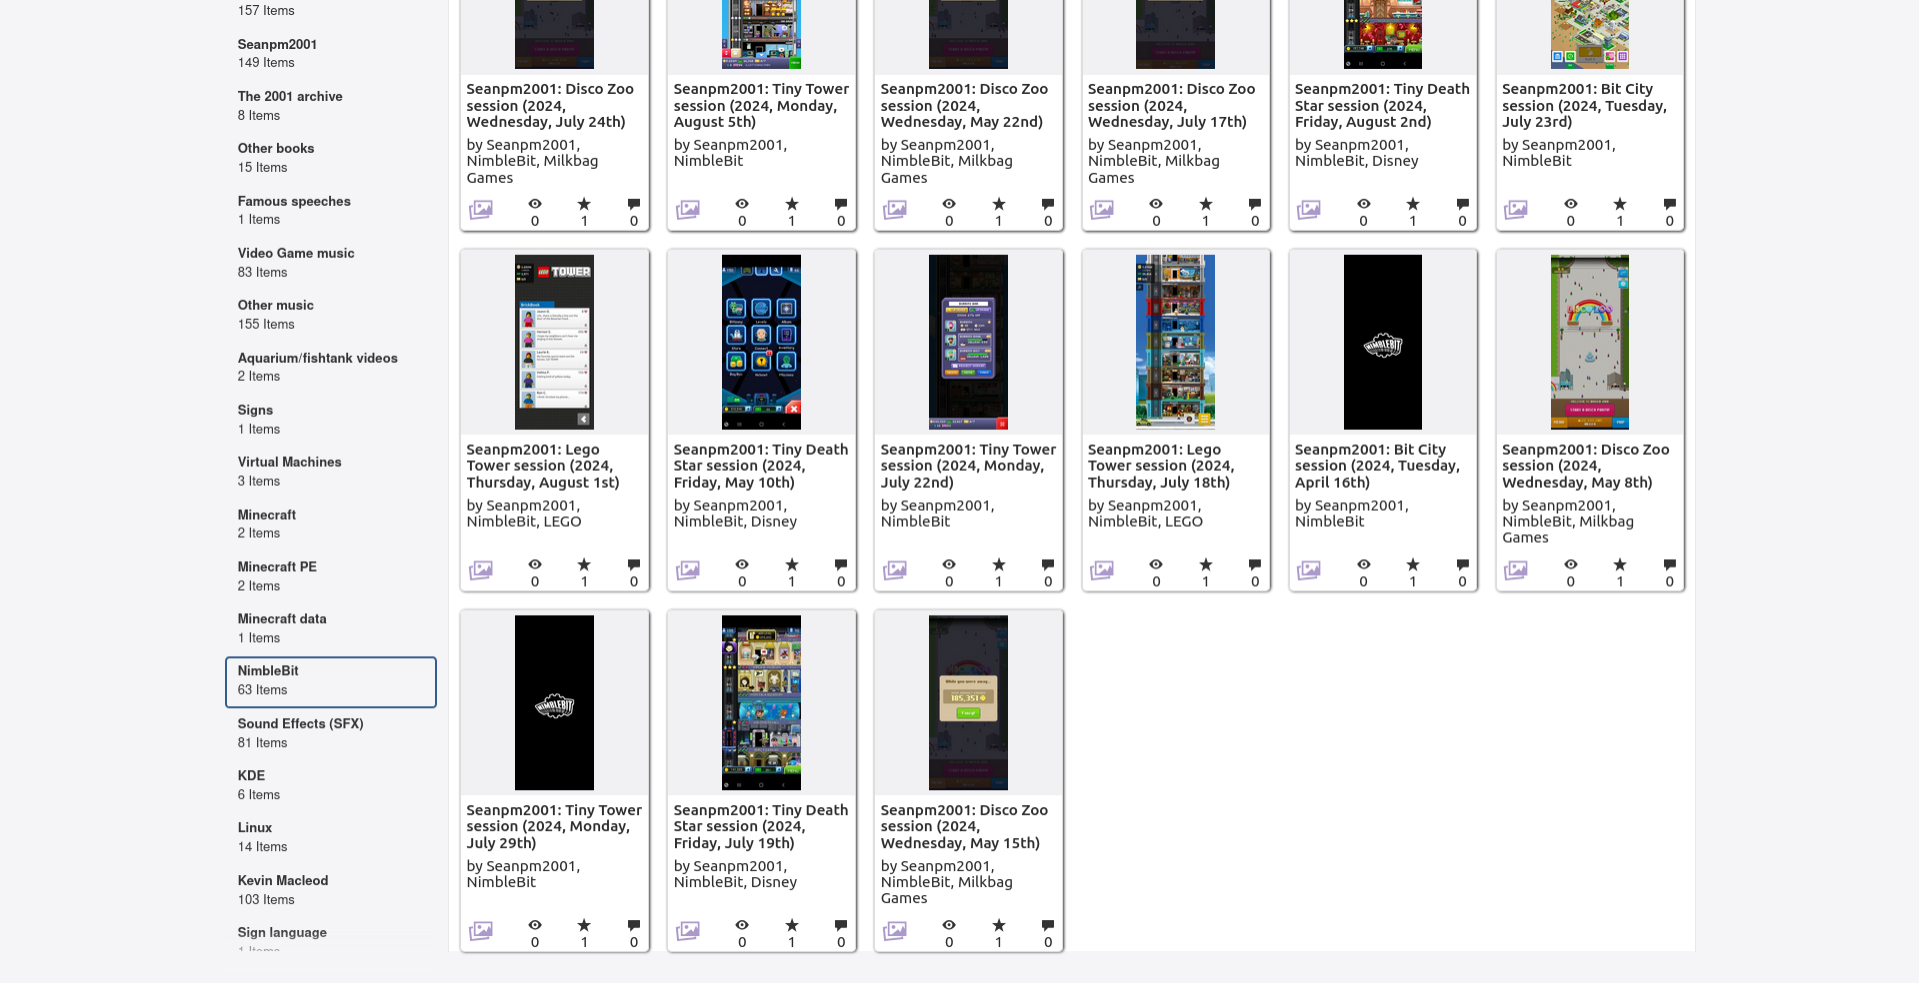 157 Items
Seanpm2001
149 Items
The 2001 archive
8 Items
Other books
15 Items
Famous speeches
1 Items
Video Game music
83 Items
Other music
155 Items
Aquarium/fishtank videos
2 Items
Signs
1 Items
Virtual Machines
3 Items
Minecraft
2 Items
Minecraft PE
2 Items
Minecraft data
1 Items
NimbleBit
63 Items
Sound Effects (SFX)
81 Items
KDE
6 Items
Linux
14 Items
Kevin Macleod
103 Items
Sign language
1 Items
Seanpm2001: Disco Zoo
session (2024,
Wednesday, July 24th)
by Seanpm2001,
NimbleBit, Milkbag
Games
0 1 0
Seanpm2001: Tiny Tower
session (2024, Monday,
August 5th)
by Seanpm2001,
NimbleBit
0 1 0
Seanpm2001: Disco Zoo
session (2024,
Wednesday, May 22nd)
by Seanpm2001,
NimbleBit, Milkbag
Games
0 1 0
Seanpm2001: Disco Zoo
session (2024,
Wednesday, July 17th)
by Seanpm2001,
NimbleBit, Milkbag
Games
0 1 0
Seanpm2001: Tiny Death
Star session (2024,
Friday, August 2nd)
by Seanpm2001,
NimbleBit, Disney
0 1 0
Seanpm2001: Bit City
session (2024, Tuesday,
July 23rd)
by Seanpm2001,
NimbleBit
0 1 0
LEGO TOWER
Seanpm2001: Lego
Tower session (2024,
Thursday, August 1st)
by Seanpm2001,
NimbleBit, LEGO
0 1 0
Seanpm2001: Tiny Death
Star session (2024,
Friday, May 10th)
by Seanpm2001,
NimbleBit, Disney
0 1 0
Seanpm2001: Tiny Tower
session (2024, Monday,
July 22nd)
by Seanpm2001,
NimbleBit
0 1 0
Seanpm2001: Lego
Tower session (2024,
Thursday, July 18th)
by Seanpm2001,
NimbleBit, LEGO
0 1 0
NIMBLEBIT
Seanpm2001: Bit City
session (2024, Tuesday,
April 16th)
by Seanpm2001,
NimbleBit
0 1 0
DISCO ZOO
Seanpm2001: Disco Zoo
session (2024,
Wednesday, May 8th)
by Seanpm2001,
NimbleBit, Milkbag
Games
0 1 0
NIMBLEBIT
Seanpm2001: Tiny Tower
session (2024, Monday,
July 29th)
by Seanpm2001,
NimbleBit
0 1 0
Seanpm2001: Tiny Death
Star session (2024,
Friday, July 19th)
by Seanpm2001,
NimbleBit, Disney
0 1 0
While you were away...
185,351
Seanpm2001: Disco Zoo
session (2024,
Wednesday, May 15th)
by Seanpm2001,
NimbleBit, Milkbag
Games
0 1 0